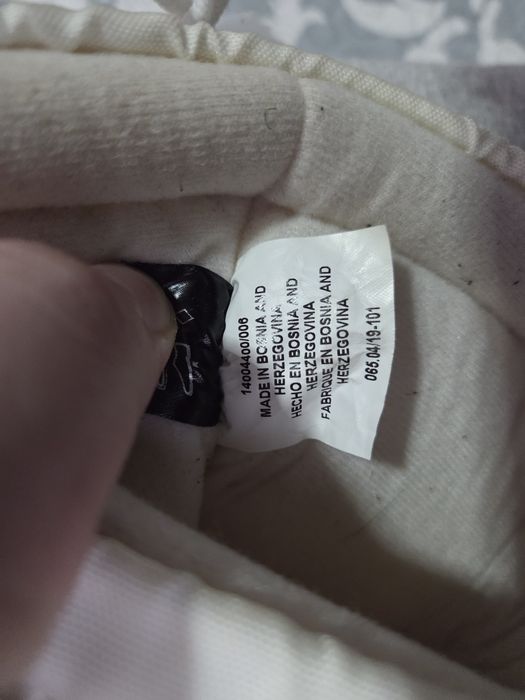 14004400/006
MADE IN BOSNIA AND
HERZEGOVINA
HECHO EN BOSNIA AND
HERZEGOVINA
FABRIQUE EN BOSNIA AND
HERZEGOVINA
065.04/19-101